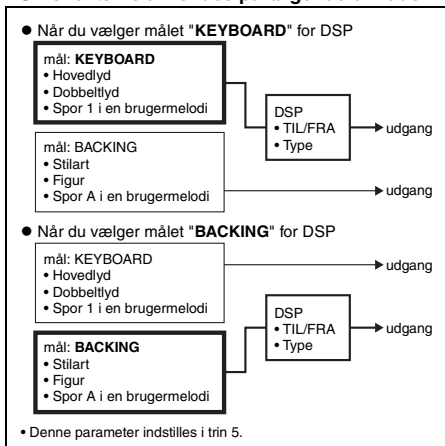 ● Når du vælger målet "KEYBOARD" for DSP
mål: KEYBOARD
• Hovedlyd
• Dobbeltlyd
• Spor 1 i en brugermelodi
DSP
• TIL/FRA
• Type
udgang
mål: BACKING
• Stilart
• Figur
• Spor A i en brugermelodi
udgang
● Når du vælger målet "BACKING" for DSP
mål: KEYBOARD
• Hovedlyd
• Dobbeltlyd
• Spor 1 i en brugermelodi
udgang
mål: BACKING
• Stilart
• Figur
• Spor A i en brugermelodi
DSP
• TIL/FRA
• Type
udgang
• Denne parameter indstilles i trin 5.